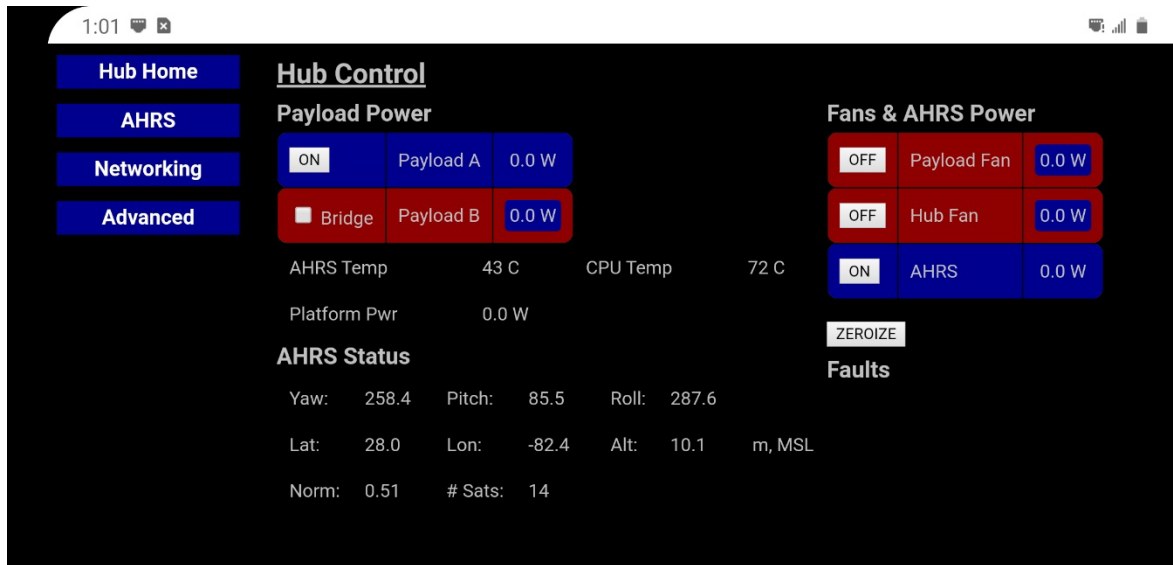 1:01
Hub Home
AHRS
Networking
Advanced
Hub Control
Payload Power
ON Payload A 0.0 W
Bridge Payload B 0.0 W
AHRS Temp 43 C CPU Temp 72 C
Platform Pwr 0.0 W
AHRS Status
Yaw: 258.4 Pitch: 85.5 Roll: 287.6
Lat: 28.0 Lon: -82.4 Alt: 10.1 m, MSL
Norm: 0.51 # Sats: 14
Fans & AHRS Power
OFF Payload Fan 0.0 W
OFF Hub Fan 0.0 W
ON AHRS 0.0 W
ZEROIZE
Faults